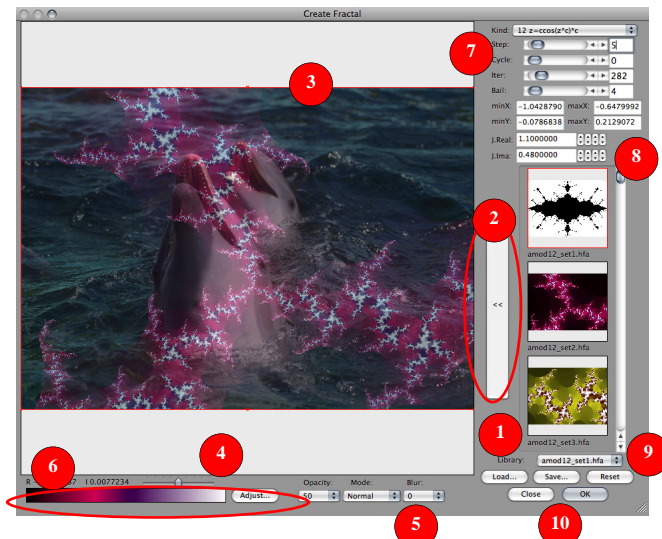 Create Fractal
Kind: 12 z=ccos(z*c)*c
7
Step: 5
Cycle: 0
3
Iter: 282
Bail: 4
minX: -1.0428790 maxX: -0.6479992
minY: -0.0786838 maxY: 0.2129072
J.Real: 1.1000000
J.Ima: 0.4800000
8
2
amod12_set1.hfa
<<
amod12_set2.hfa
1
amod12_set3.hfa
4
9
6
Library: amod12_set1.hfa
R I 0.0077234
Opacity: Mode: Blur:
Load... Save... Reset
Adjust... 50 Normal 0
Close OK
5
10